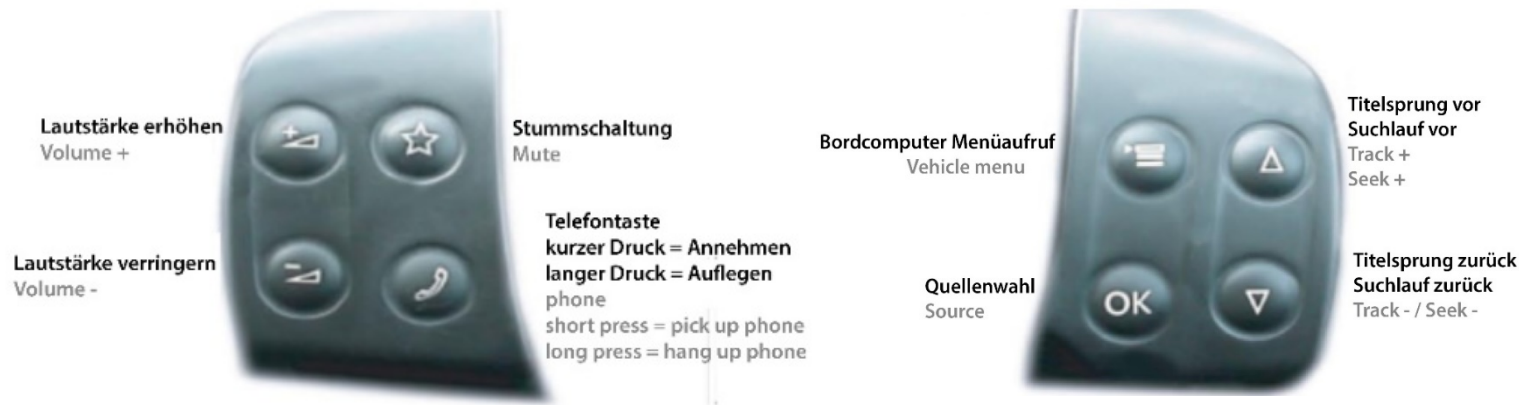 Lautstärke erhöhen
Volume +
Stummschaltung
Mute
Lautstärke verringern
Volume -
Telefontaste
kurzer Druck = Annehmen
langer Druck = Auflegen
phone
short press = pick up phone
long press = hang up phone
Bordcomputer Menüaufruf
Vehicle menu
Titelsprung vor
Suchlauf vor
Track +
Seek +
Quellenwahl
Source
OK
Titelsprung zurück
Suchlauf zurück
Track - / Seek -